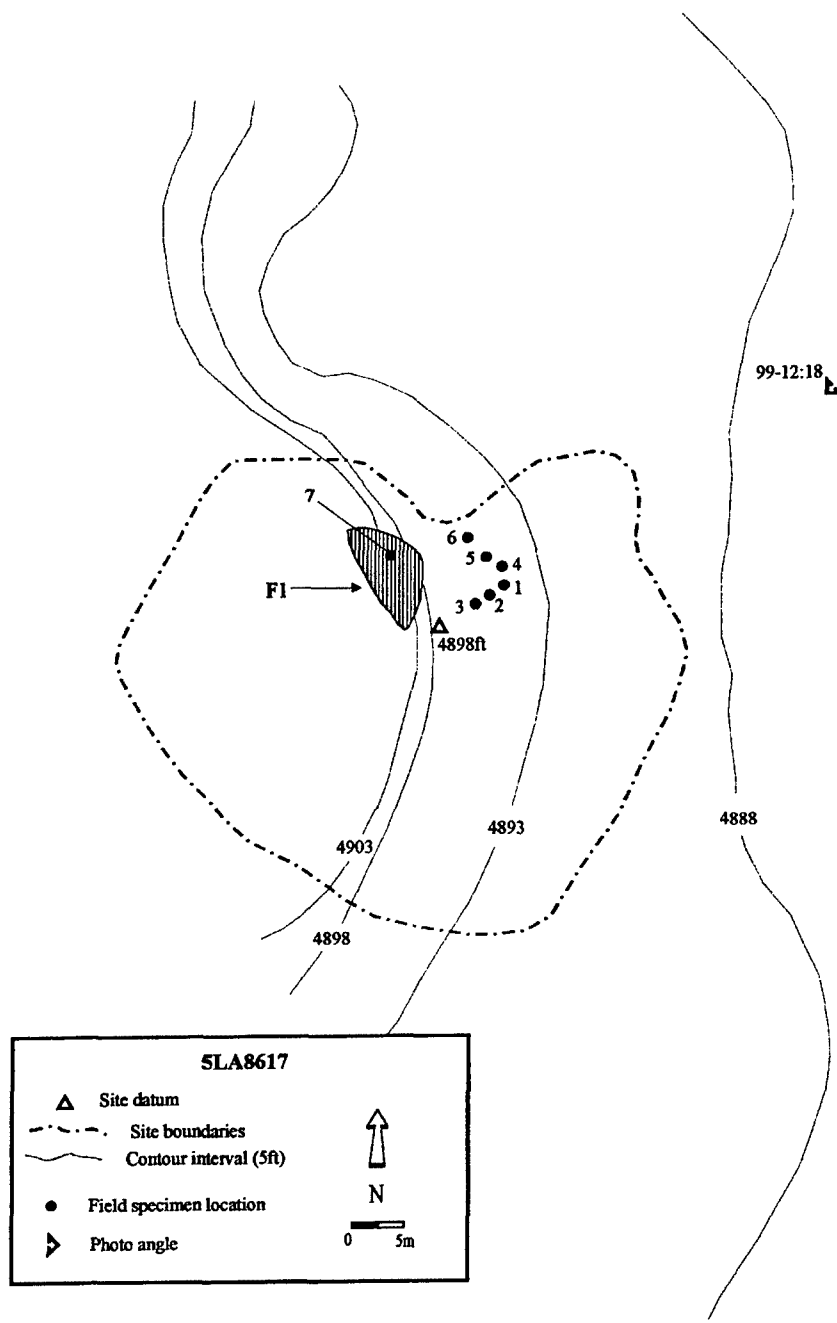 99-12:18
7
6
5
4
F1
1
2
3
4898ft
4903
4893
4888
4898
5LA8617
Site datum
Site boundaries
Contour interval (5ft)
Field specimen location
Photo angle
N
0 5m